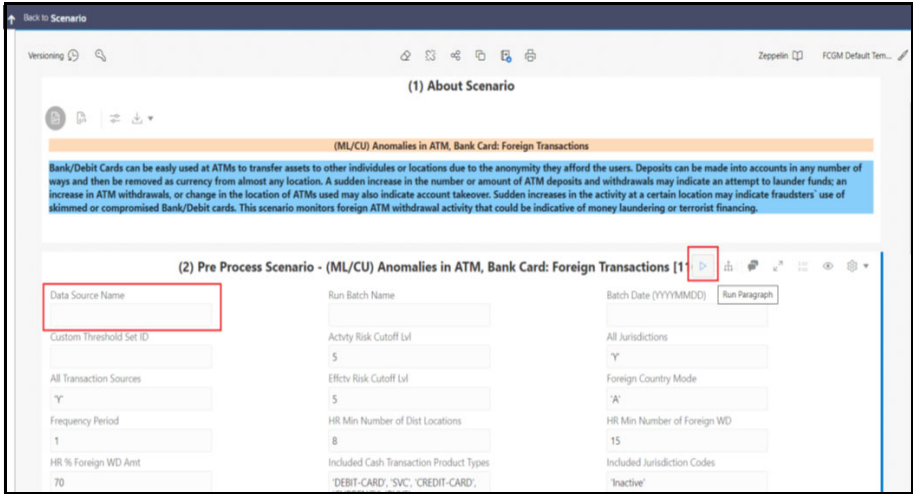 Back to Scenario
Versioning
Zeppelin
FCGM Default Tem...
(1) About Scenario
(ML/CU) Anomalies in ATM, Bank Card: Foreign Transactions
Bank/Debit Cards can be easly used at ATMs to transfer assets to other individules or locations due to the anonymity they afford the users. Deposits can be made into accounts in any number of
ways and then be removed as currency from almost any location. A sudden increase in the number or amount of ATM deposits and withdrawals may indicate an attempt to launder funds; an
increase in ATM withdrawals, or change in the location of ATMs used may also indicate account takeover. Sudden increases in the activity at a certain location may indicate fraudsters` use of
skimmed or compromised Bank/Debit cards. This scenario monitors foreign ATM withdrawal activity that could be indicative of money laundering or terrorist financing.
(2) Pre Process Scenario - (ML/CU) Anomalies in ATM, Bank Card: Foreign Transactions [11
Data Source Name
Run Batch Name
Batch Date (YYYYMMDD)
Run Paragraph
Custom Threshold Set ID
Actvty Risk Cutoff Lvl
All Jurisdictions
5
'Y'
All Transaction Sources
Effctv Risk Cutoff Lvl
Foreign Country Mode
'Y'
5
'A'
Frequency Period
HR Min Number of Dist Locations
HR Min Number of Foreign WD
1
8
15
HR % Foreign WD Amt
Included Cash Transaction Product Types
Included Jurisdiction Codes
70
'DEBIT-CARD', 'SVC', 'CREDIT-CARD',
'Inactive'